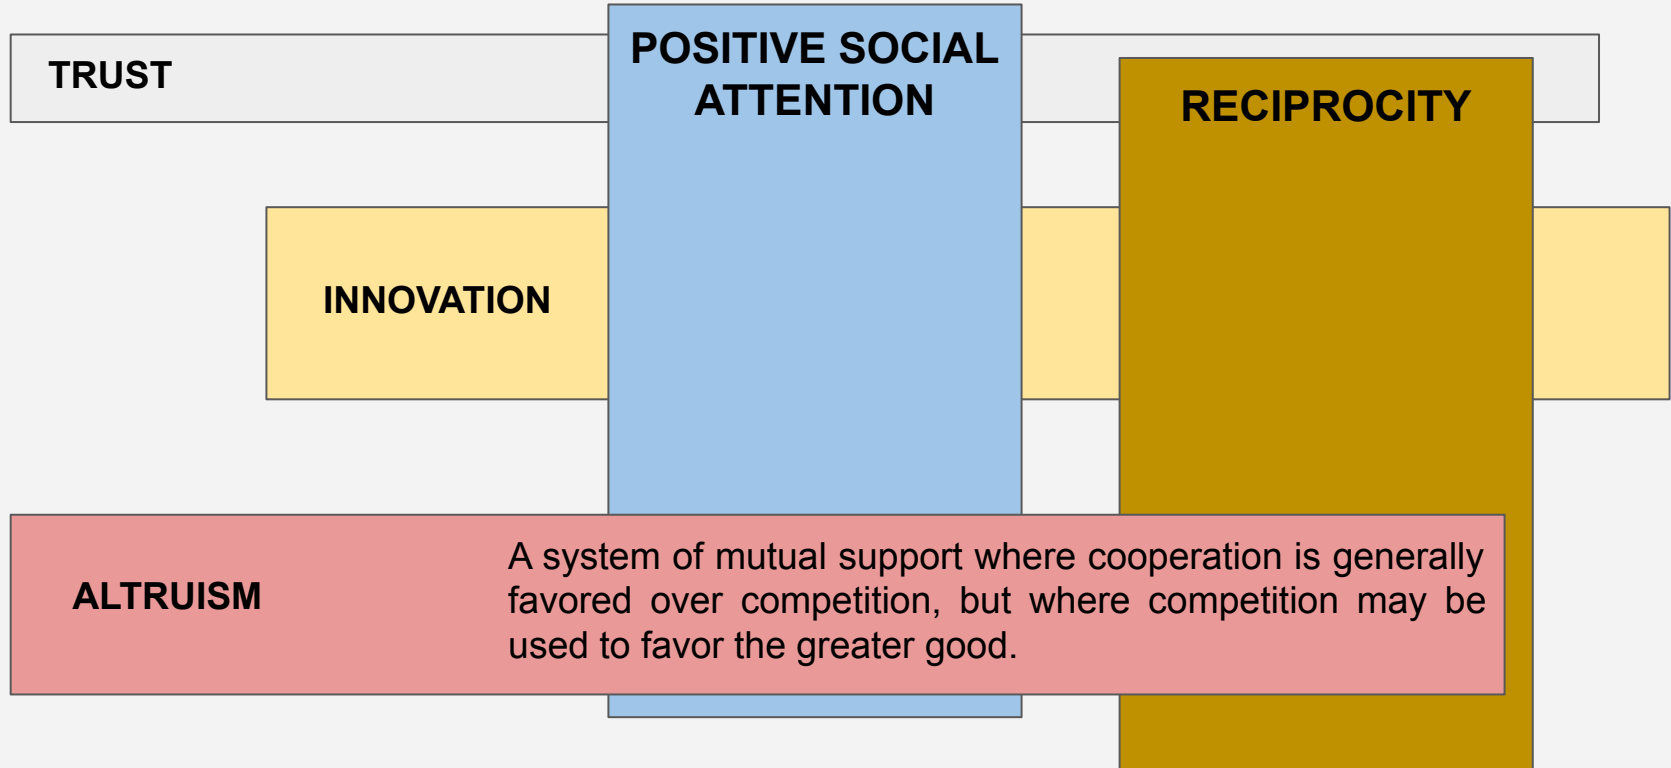 TRUST
POSITIVE SOCIAL
ATTENTION
RECIPROCITY
INNOVATION
ALTRUISM
A system of mutual support where cooperation is generally
favored over competition, but where competition may be
used to favor the greater good.